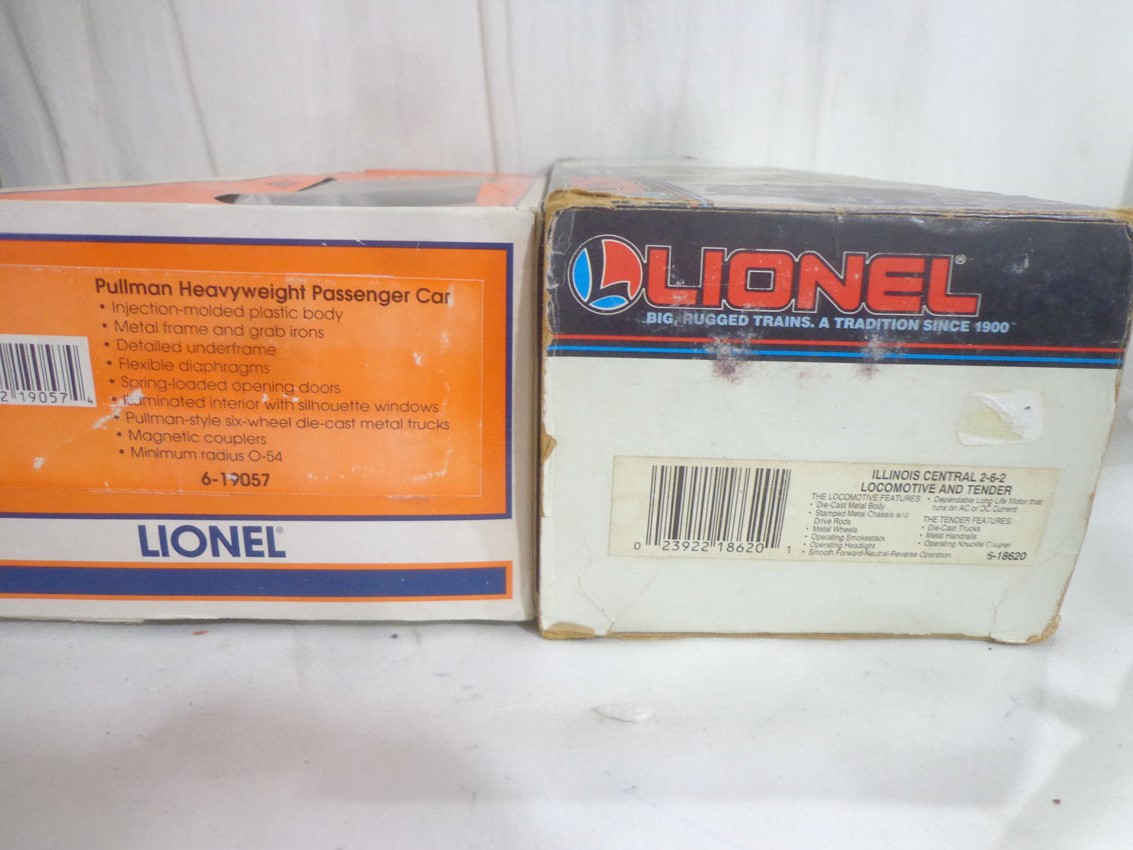 Pullman Heavyweight Passenger Car
• Injection-molded plastic body
• Metal frame and grab irons
• Detailed underframe
• Flexible diaphragms
• Spring-loaded opening doors
• Illuminated interior with silhouette windows
• Pullman-style six-wheel die-cast metal trucks
• Magnetic couplers
• Minimum radius O-54
6-19057
2 19057 4
LIONEL®
LIONEL®
BIG, RUGGED TRAINS. A TRADITION SINCE 1900
ILLINOIS CENTRAL 2-6-2
LOCOMOTIVE AND TENDER
THE LOCOMOTIVE FEATURES:
• Die-Cast Metal Body
• Stamped Metal Chassis and
Drive Rods
• Metal Wheels
• Operating Smokestack
• Operating Headlight
• Smooth Forward-Neutral-Reverse Operation
• Dependable Long Life Motor that
runs on AC or DC Current
THE TENDER FEATURES:
• Die-Cast Trucks
• Metal Handrails
• Operating Knuckle Coupler
6-18620
0 23922 18620 1